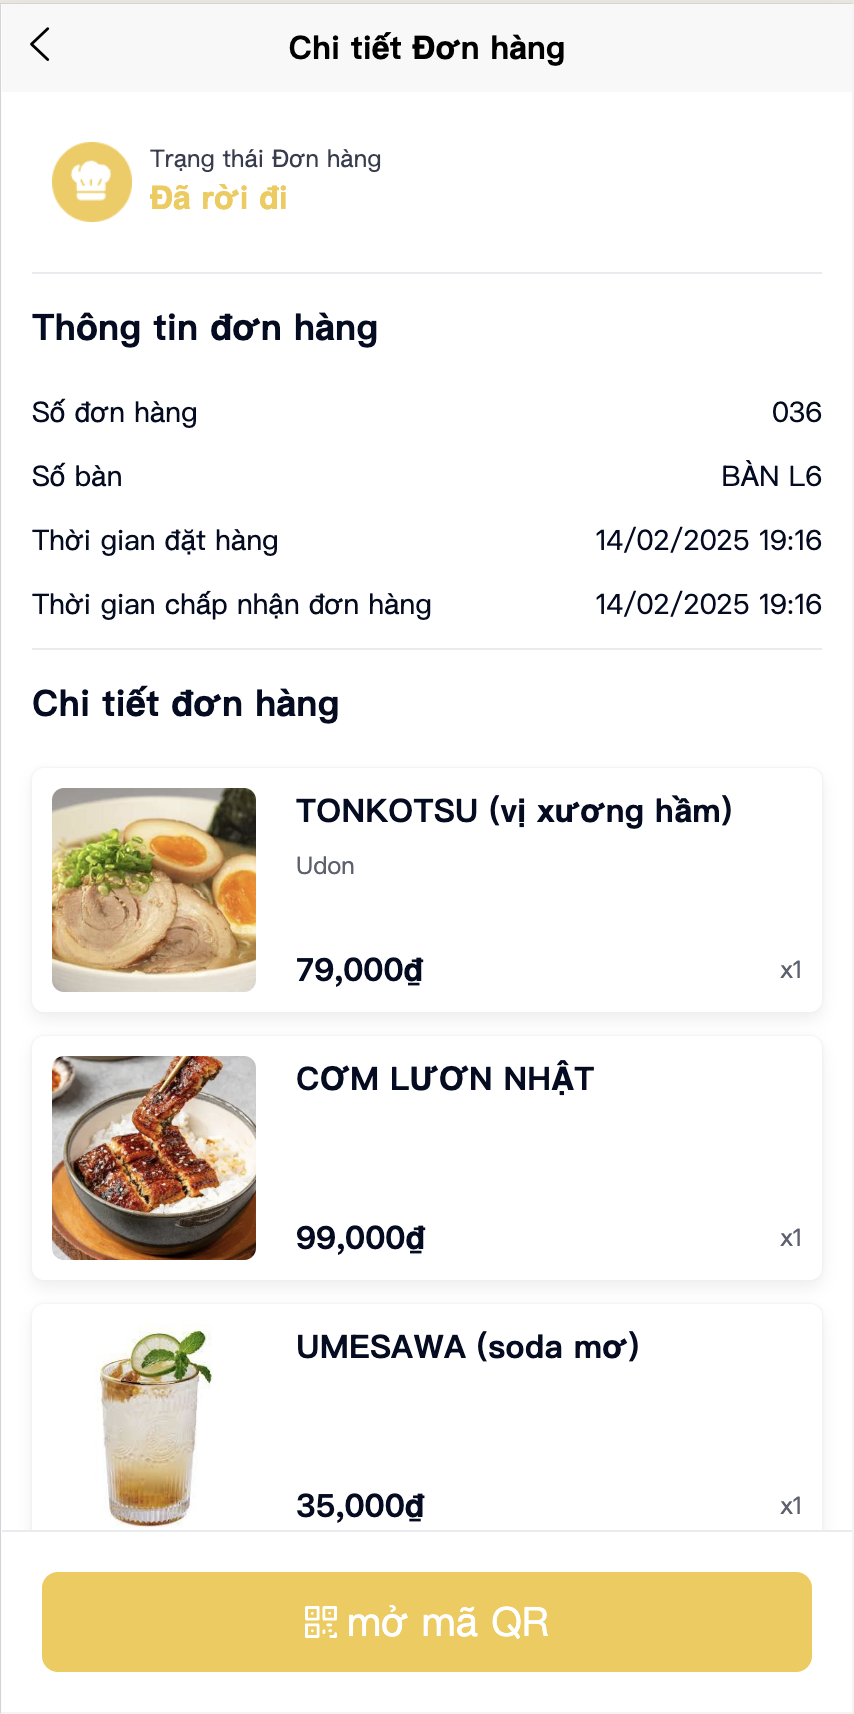 Chi tiết Đơn hàng
Trạng thái Đơn hàng
Đã rời đi
Thông tin đơn hàng
Số đơn hàng 036
Số bàn BÀN L6
Thời gian đặt hàng 14/02/2025 19:16
Thời gian chấp nhận đơn hàng 14/02/2025 19:16
Chi tiết đơn hàng
TONKOTSU (vị xương hầm)
Udon
79,000₫ x1
CƠM LƯƠN NHẬT
99,000₫ x1
UMESAWA (soda mơ)
35,000₫ x1
mở mã QR